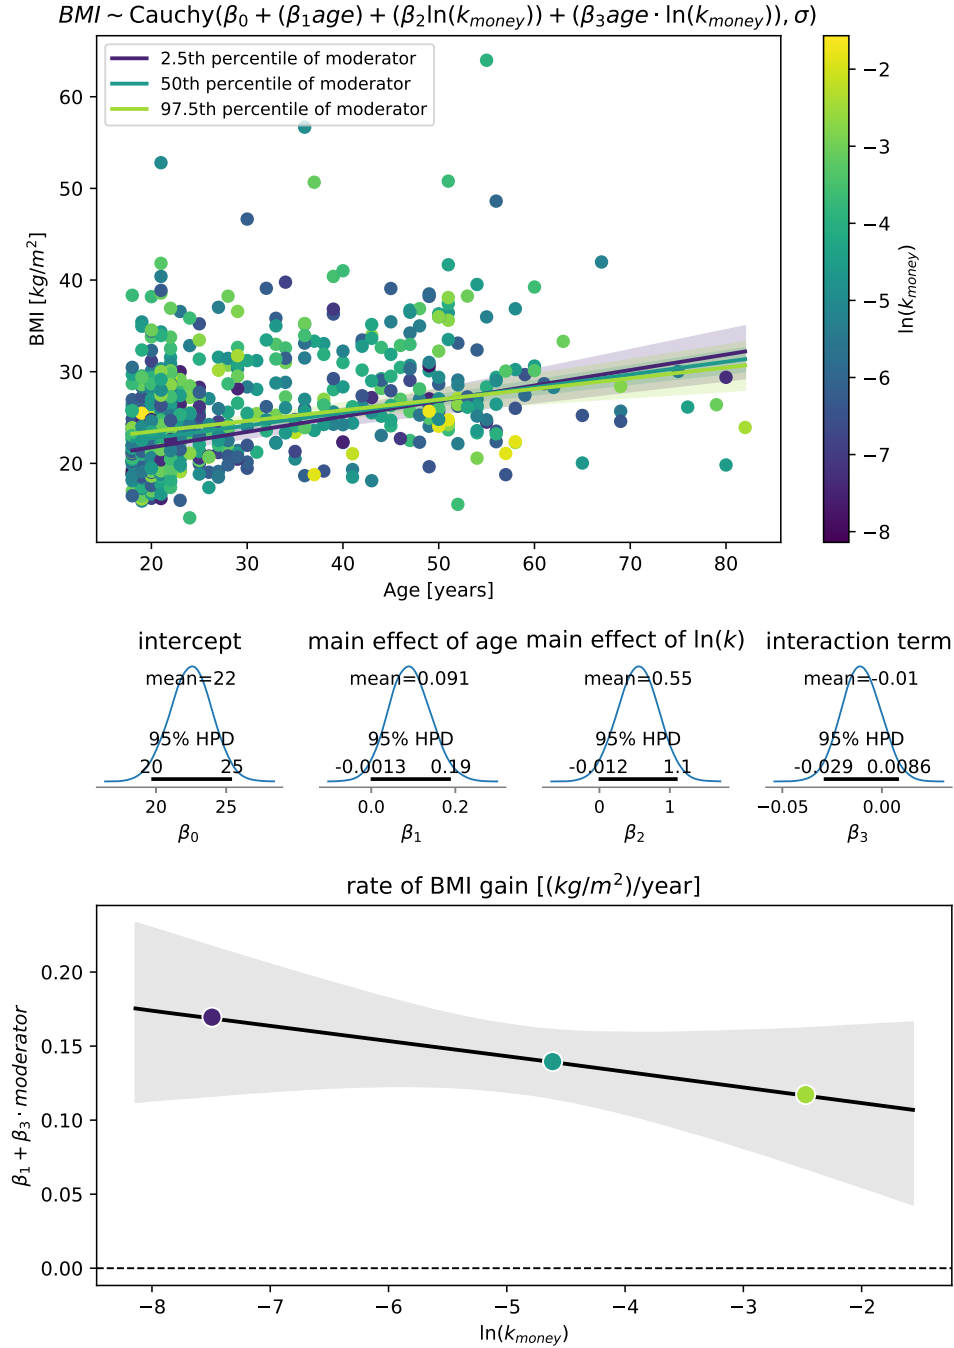 BMI ~ Cauchy(β₀ + (β₁age) + (β₂ln(k_money)) + (β₃age · ln(k_money)), σ)
2.5th percentile of moderator
50th percentile of moderator
97.5th percentile of moderator
60
50
40
30
20
BMI [kg/m²]
20 30 40 50 60 70 80
Age [years]
−2
−3
−4
−5
−6
−7
−8
ln(k_money)
intercept
mean=22
95% HPD
20 25
20 25
β₀
main effect of age
mean=0.091
95% HPD
-0.0013 0.19
0.0 0.2
β₁
main effect of ln(k)
mean=0.55
95% HPD
-0.012 1.1
0 1
β₂
interaction term
mean=-0.01
95% HPD
-0.029 0.0086
−0.05 0.00
β₃
rate of BMI gain [(kg/m²)/year]
0.20
0.15
0.10
0.05
0.00
β₁ + β₃ · moderator
−8 −7 −6 −5 −4 −3 −2
ln(k_money)